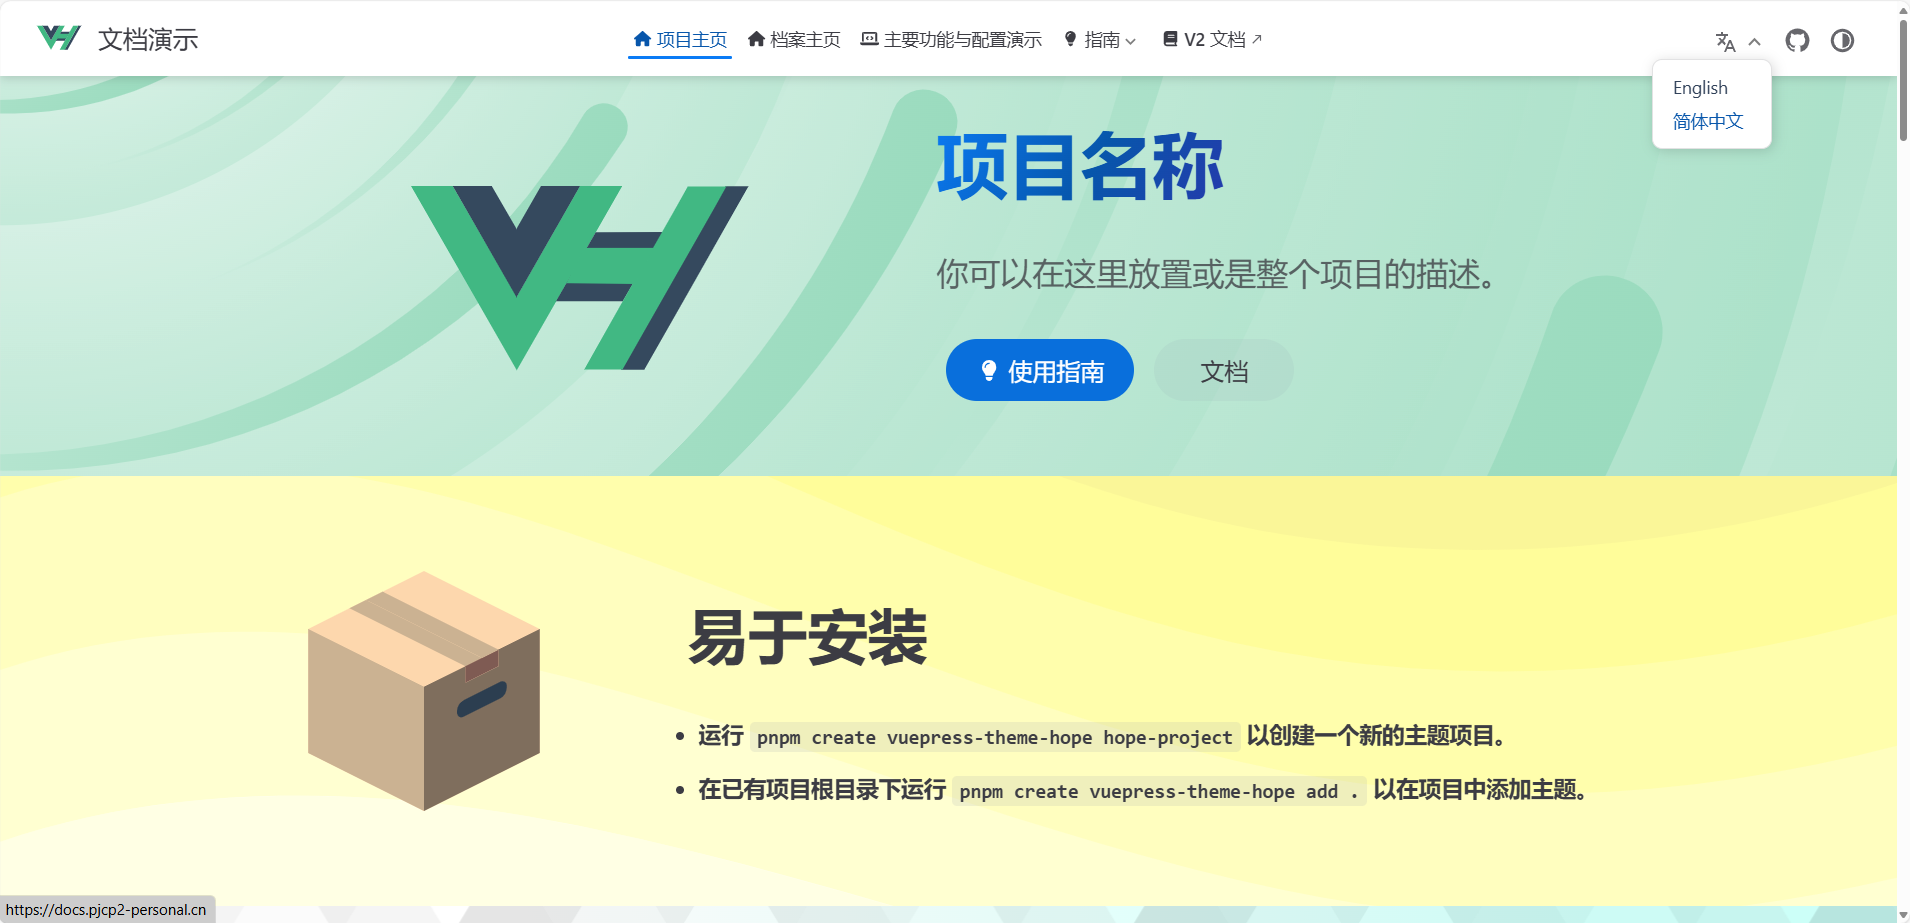 文档演示
项目主页 档案主页 主要功能与配置演示 指南 V2 文档
English
简体中文
项目名称
你可以在这里放置或是整个项目的描述。
使用指南 文档
易于安装
运行 pnpm create vuepress-theme-hope hope-project 以创建一个新的主题项目。
在已有项目根目录下运行 pnpm create vuepress-theme-hope add . 以在项目中添加主题。
https://docs.pjcp2-personal.cn